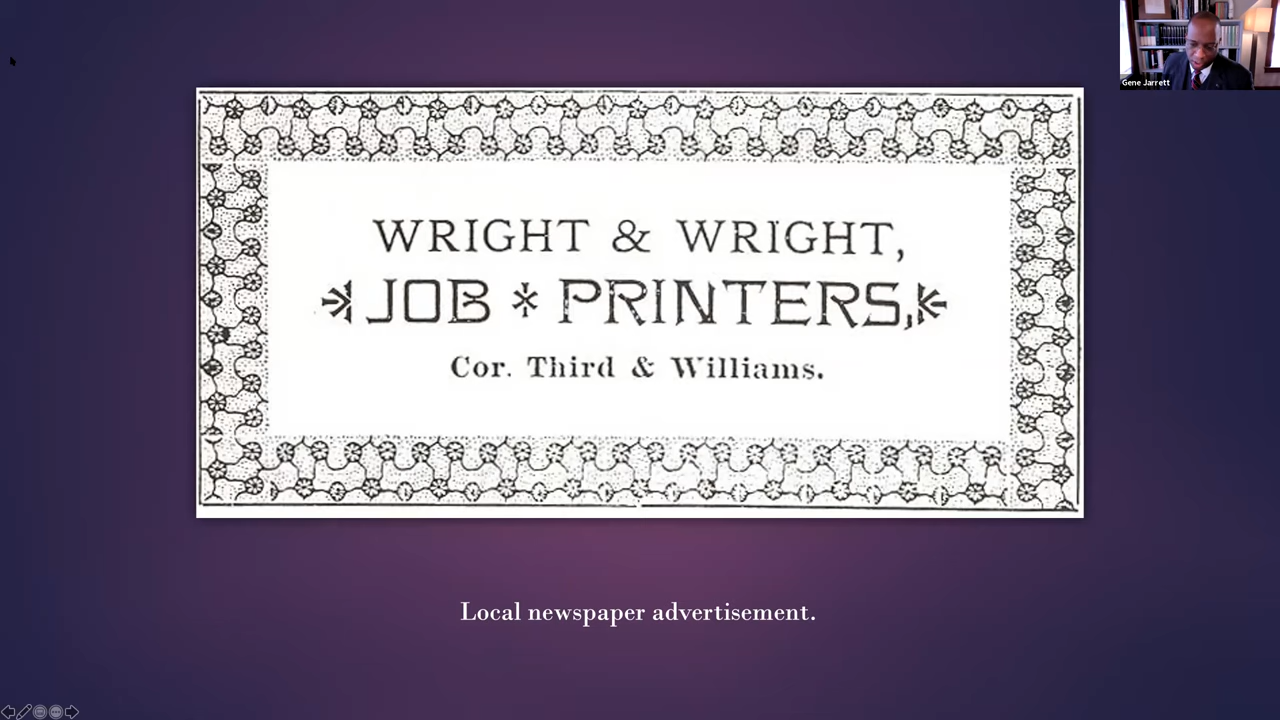 Gene Jarrett
WRIGHT & WRIGHT,
JOB * PRINTERS,
Cor. Third & Williams.
Local newspaper advertisement.